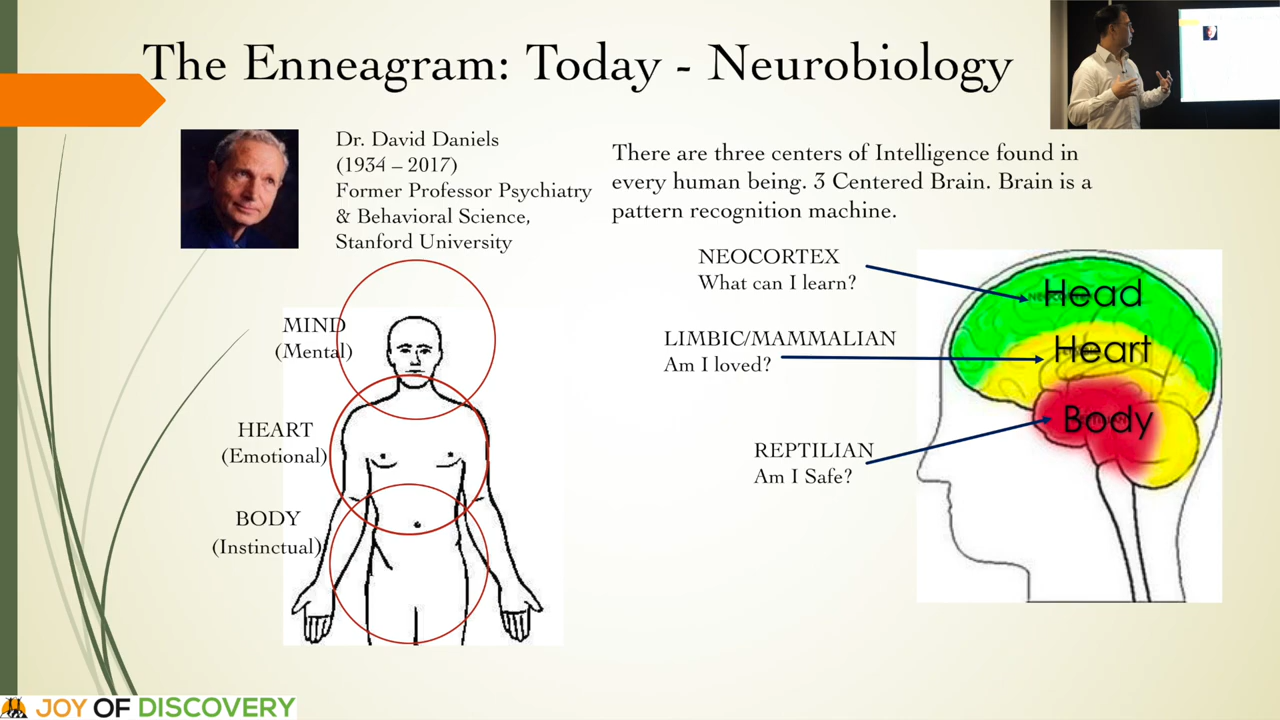 The Enneagram: Today - Neurobiology
Dr. David Daniels
(1934 – 2017)
Former Professor Psychiatry
& Behavioral Science,
Stanford University
There are three centers of Intelligence found in
every human being. 3 Centered Brain. Brain is a
pattern recognition machine.
MIND
(Mental)
HEART
(Emotional)
BODY
(Instinctual)
NEOCORTEX
What can I learn?
LIMBIC/MAMMALIAN
Am I loved?
REPTILIAN
Am I Safe?
Head
Heart
Body
JOY OF DISCOVERY